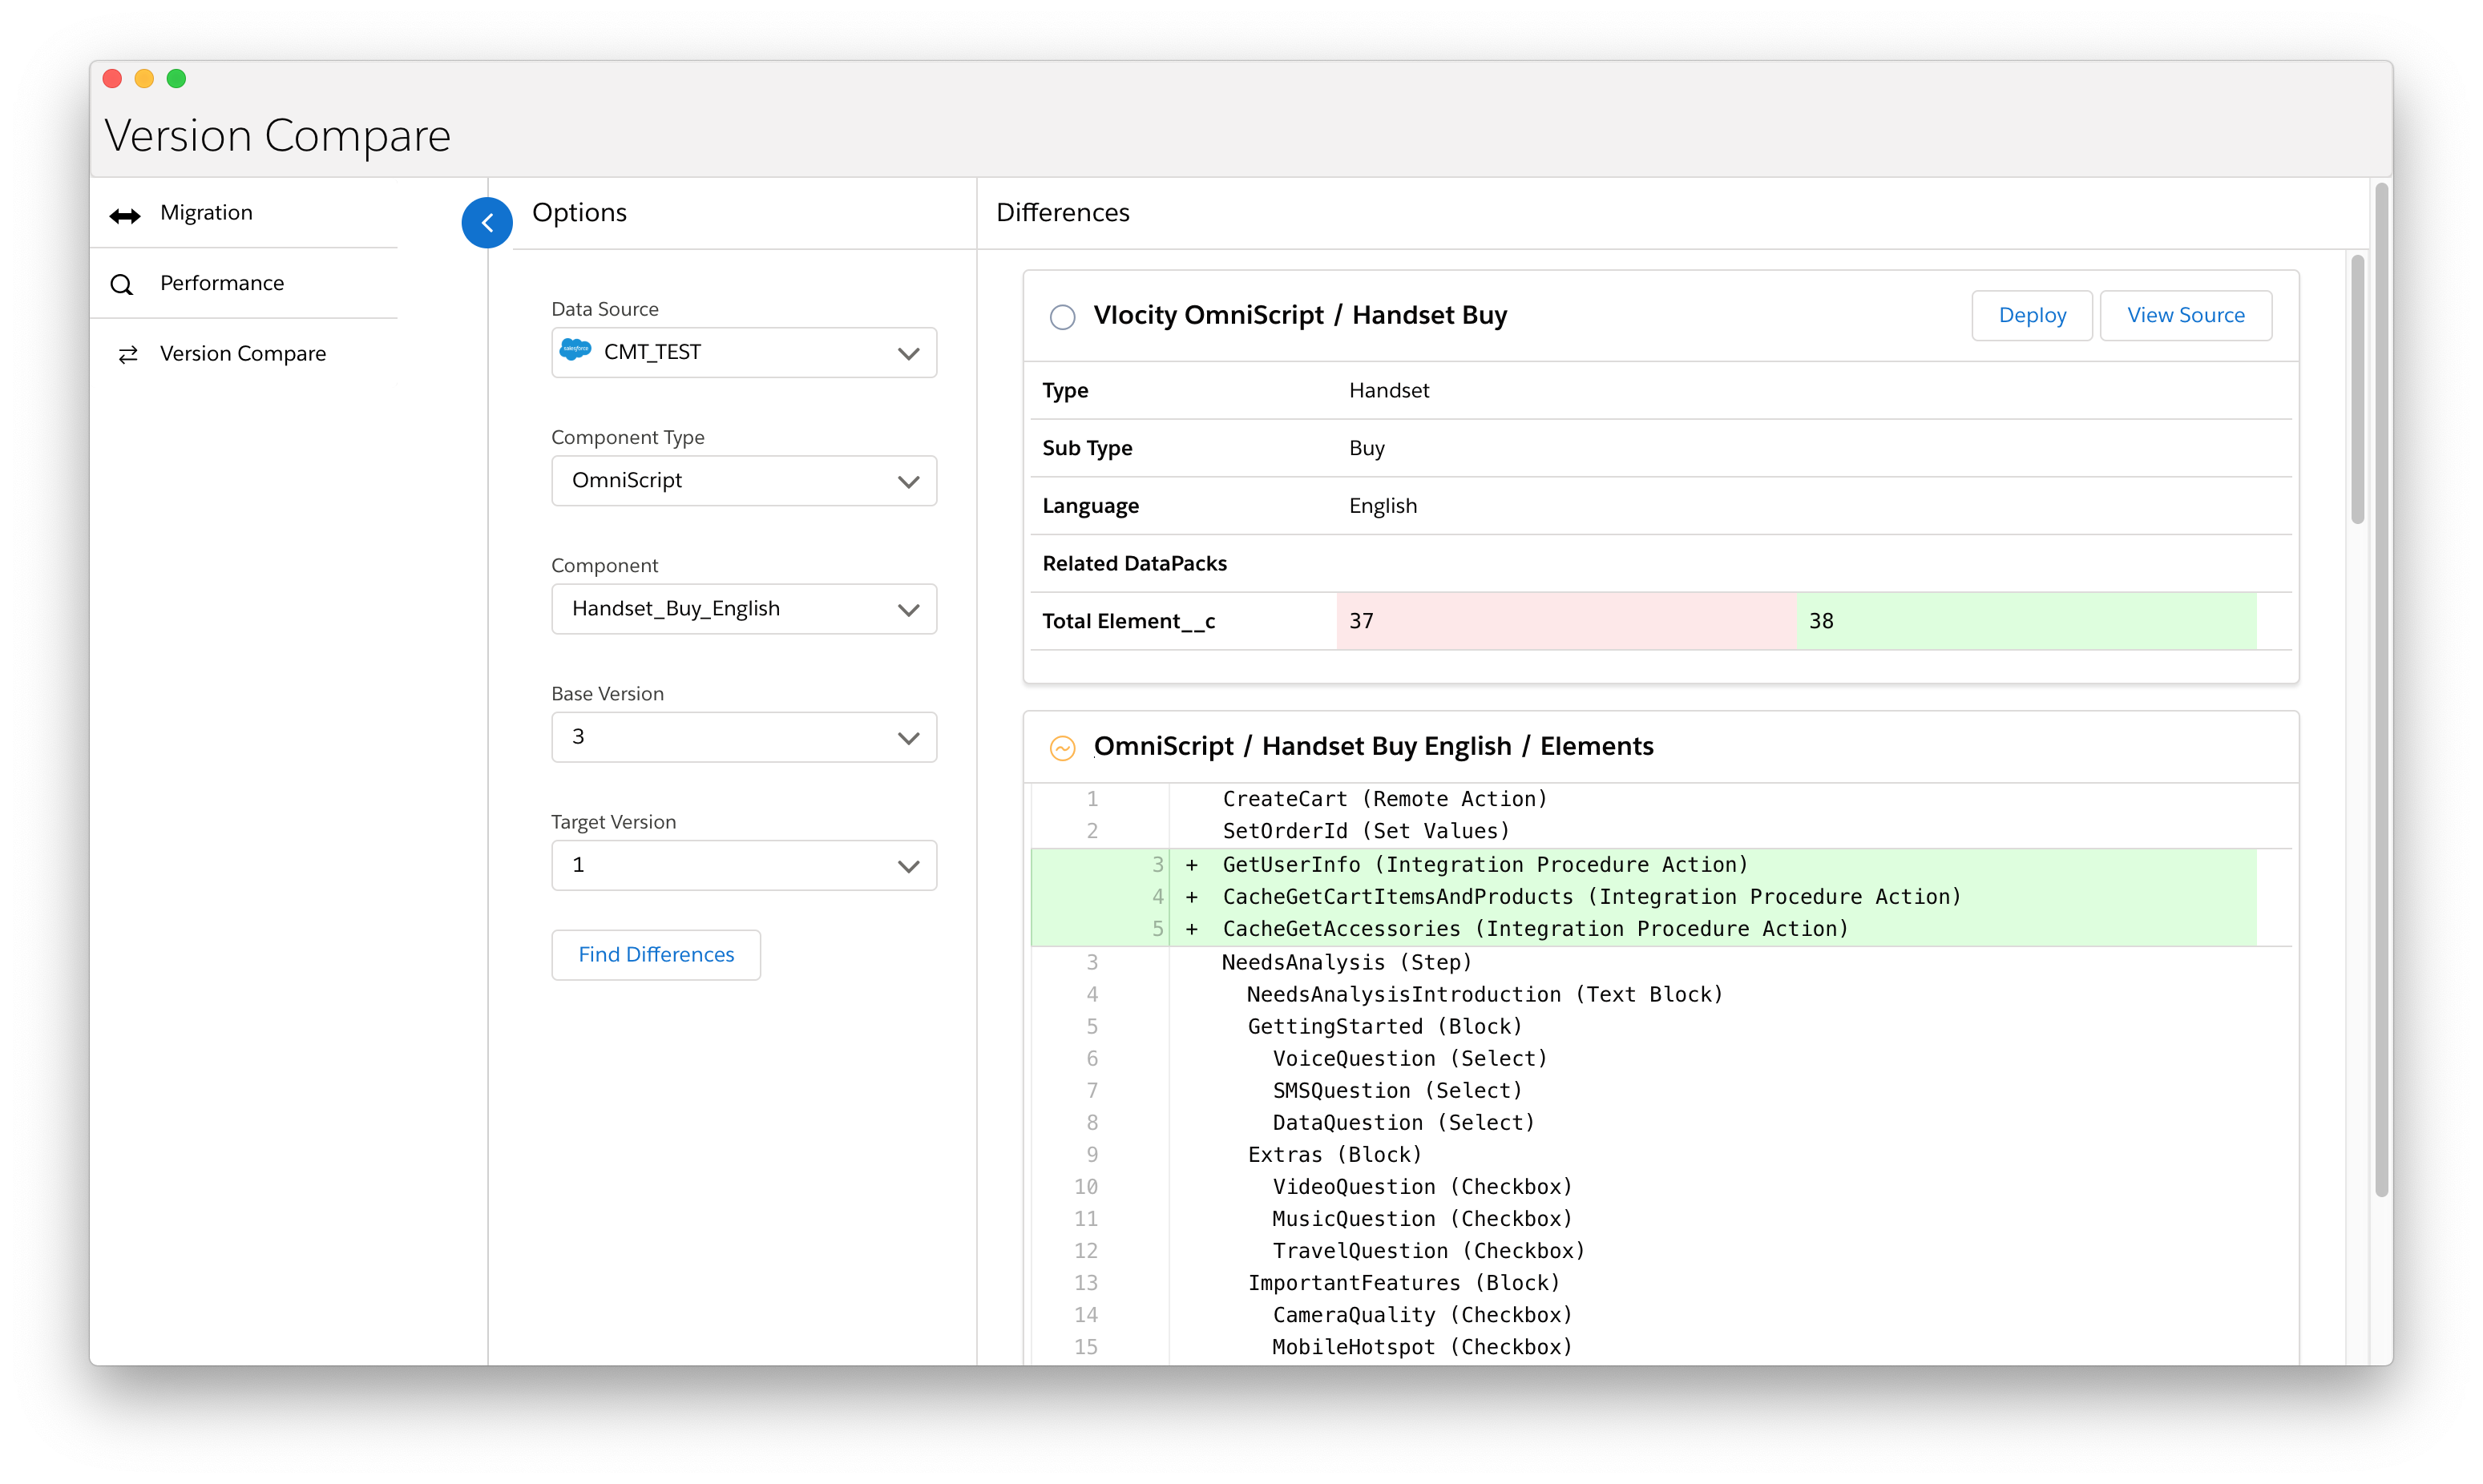 Version Compare
Migration
Performance
Version Compare
Options
Data Source
salesforce
CMT_TEST
Component Type
OmniScript
Component
Handset_Buy_English
Base Version
3
Target Version
1
Find Differences
Differences
Vlocity OmniScript / Handset Buy
Deploy
View Source
Type Handset
Sub Type Buy
Language English
Related DataPacks
Total Element__c 37 38
OmniScript / Handset Buy English / Elements
1 CreateCart (Remote Action)
2 SetOrderId (Set Values)
3 + GetUserInfo (Integration Procedure Action)
4 + CacheGetCartItemsAndProducts (Integration Procedure Action)
5 + CacheGetAccessories (Integration Procedure Action)
3 NeedsAnalysis (Step)
4 NeedsAnalysisIntroduction (Text Block)
5 GettingStarted (Block)
6 VoiceQuestion (Select)
7 SMSQuestion (Select)
8 DataQuestion (Select)
9 Extras (Block)
10 VideoQuestion (Checkbox)
11 MusicQuestion (Checkbox)
12 TravelQuestion (Checkbox)
13 ImportantFeatures (Block)
14 CameraQuality (Checkbox)
15 MobileHotspot (Checkbox)